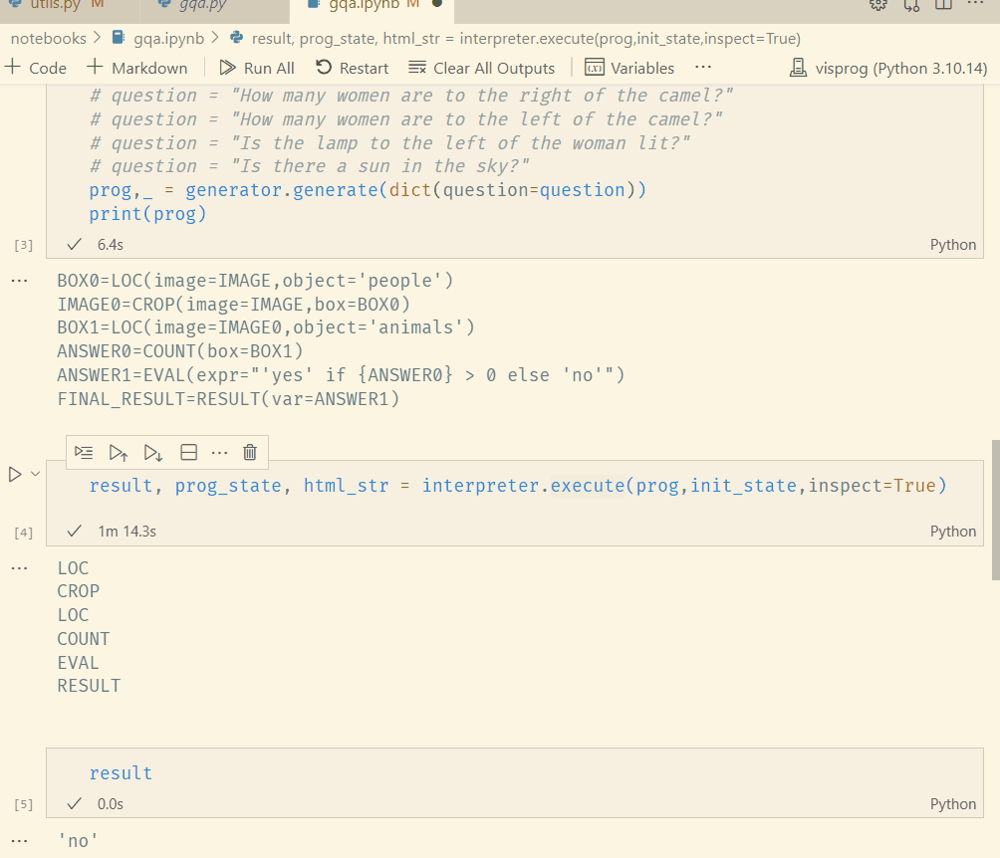 utils.py M gqa.py gqa.ipynb M
notebooks > gqa.ipynb > result, prog_state, html_str = interpreter.execute(prog,init_state,inspect=True)
+ Code + Markdown Run All Restart Clear All Outputs Variables ... visprog (Python 3.10.14)
# question = "How many women are to the right of the camel?"
# question = "How many women are to the left of the camel?"
# question = "Is the lamp to the left of the woman lit?"
# question = "Is there a sun in the sky?"
prog,_ = generator.generate(dict(question=question))
print(prog)
[3] 6.4s Python
... BOX0=LOC(image=IMAGE,object='people')
IMAGE0=CROP(image=IMAGE,box=BOX0)
BOX1=LOC(image=IMAGE0,object='animals')
ANSWER0=COUNT(box=BOX1)
ANSWER1=EVAL(expr="'yes' if {ANSWER0} > 0 else 'no'")
FINAL_RESULT=RESULT(var=ANSWER1)
...
result, prog_state, html_str = interpreter.execute(prog,init_state,inspect=True)
[4] 1m 14.3s Python
... LOC
CROP
LOC
COUNT
EVAL
RESULT
result
[5] 0.0s Python
... 'no'